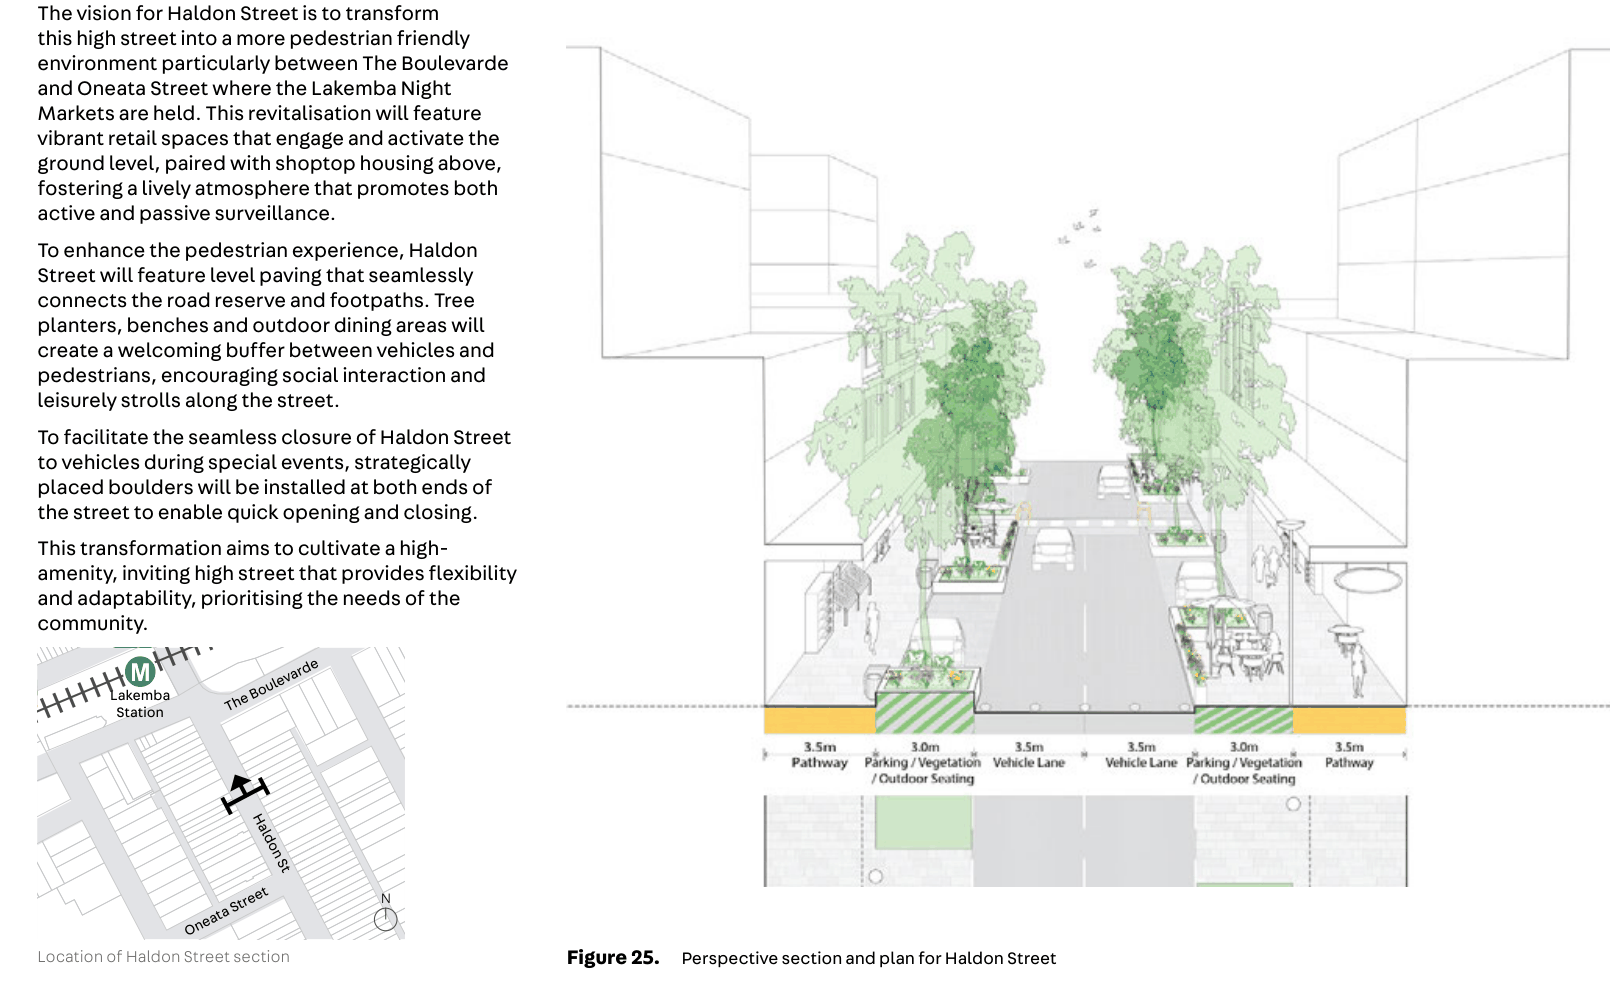 The vision for Haldon Street is to transform
this high street into a more pedestrian friendly
environment particularly between The Boulevarde
and Oneata Street where the Lakemba Night
Markets are held. This revitalisation will feature
vibrant retail spaces that engage and activate the
ground level, paired with shoptop housing above,
fostering a lively atmosphere that promotes both
active and passive surveillance.
To enhance the pedestrian experience, Haldon
Street will feature level paving that seamlessly
connects the road reserve and footpaths. Tree
planters, benches and outdoor dining areas will
create a welcoming buffer between vehicles and
pedestrians, encouraging social interaction and
leisurely strolls along the street.
To facilitate the seamless closure of Haldon Street
to vehicles during special events, strategically
placed boulders will be installed at both ends of
the street to enable quick opening and closing.
This transformation aims to cultivate a high-
amenity, inviting high street that provides flexibility
and adaptability, prioritising the needs of the
community.
M
Lakemba
Station
The Boulevarde
Haldon St
Oneata Street
N
Location of Haldon Street section
3.5m
Pathway
3.0m
Parking / Vegetation
/ Outdoor Seating
3.5m
Vehicle Lane
3.5m
Vehicle Lane
3.0m
Parking / Vegetation
/ Outdoor Seating
3.5m
Pathway
Figure 25. Perspective section and plan for Haldon Street